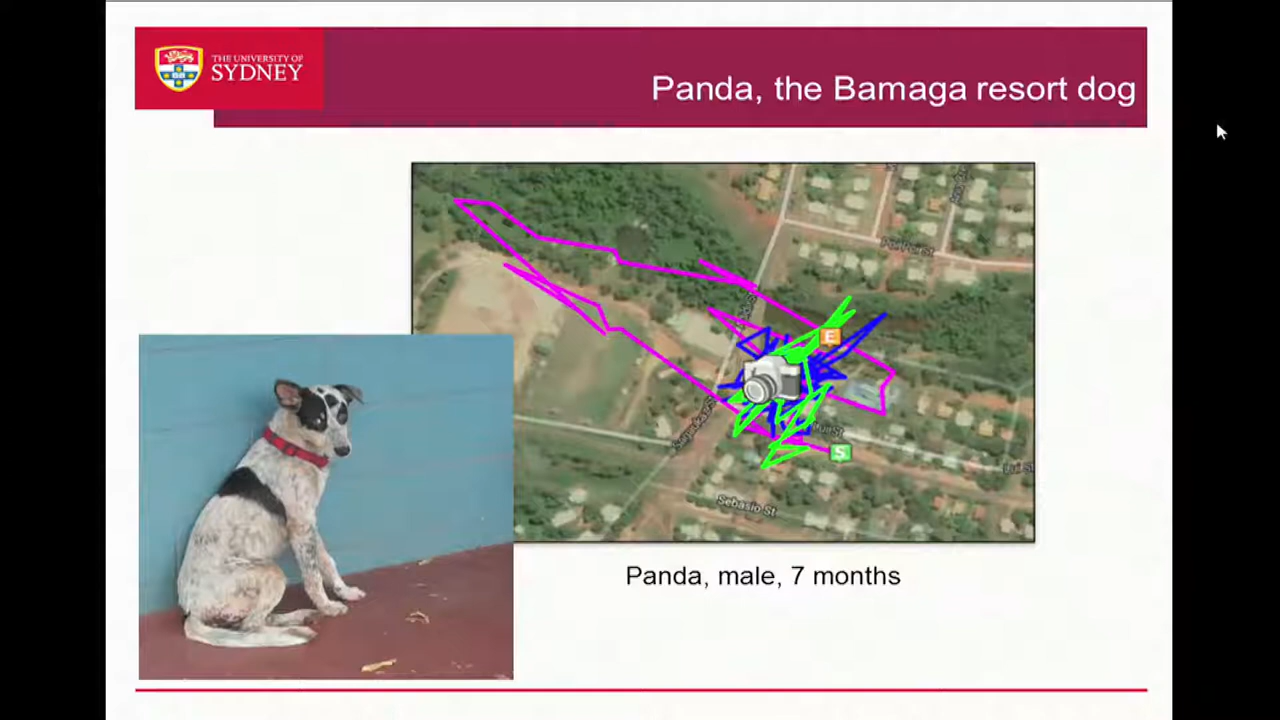 THE UNIVERSITY OF
SYDNEY
Panda, the Bamaga resort dog
E
S
Sebasio St
Panda, male, 7 months